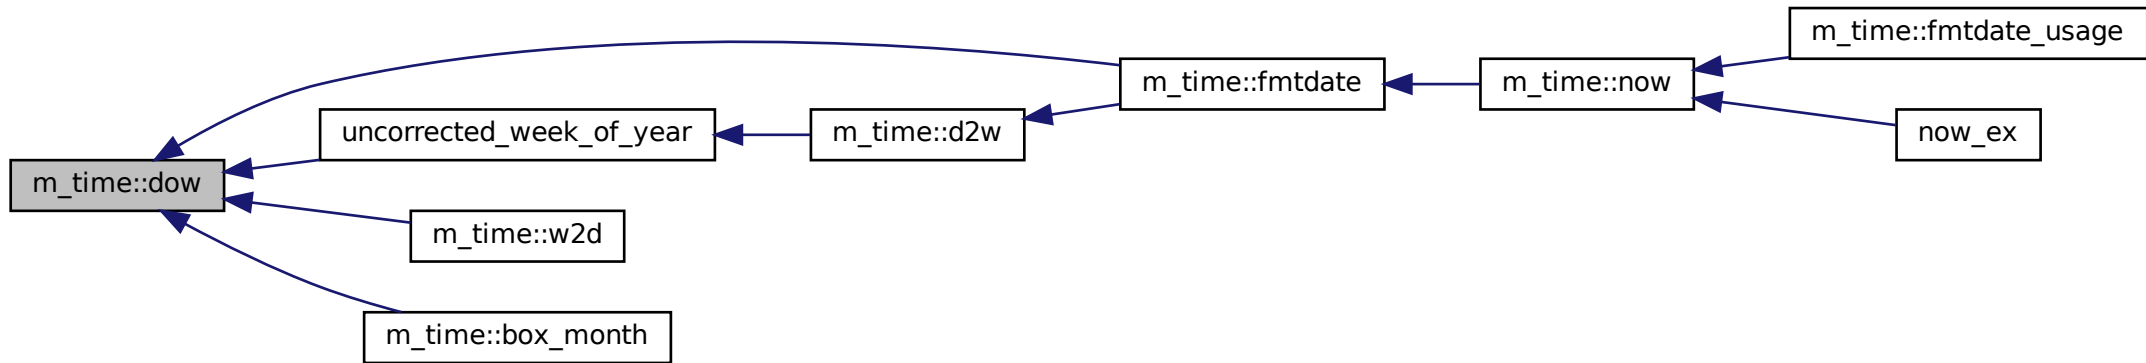 m_time::fmtdate_usage
m_time::fmtdate
m_time::now
uncorrected_week_of_year
m_time::d2w
now_ex
m_time::dow
m_time::w2d
m_time::box_month